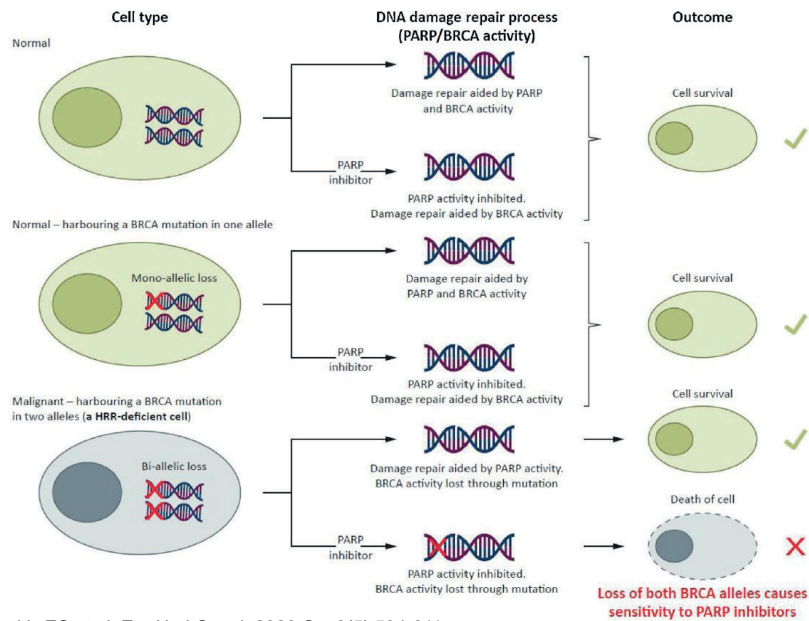 Cell type
DNA damage repair process
(PARP/BRCA activity)
Outcome
Normal
Damage repair aided by PARP
and BRCA activity
PARP
inhibitor
PARP activity inhibited.
Damage repair aided by BRCA activity
Cell survival
Normal – harbouring a BRCA mutation in one allele
Mono-allelic loss
Damage repair aided by
PARP and BRCA activity
PARP
inhibitor
PARP activity inhibited.
Damage repair aided by BRCA activity
Cell survival
Malignant – harbouring a BRCA mutation
in two alleles (a HRR-deficient cell)
Bi-allelic loss
Damage repair aided by PARP activity.
BRCA activity lost through mutation
Cell survival
PARP
inhibitor
PARP activity inhibited.
BRCA activity lost through mutation
Death of cell
Loss of both BRCA alleles causes
sensitivity to PARP inhibitors